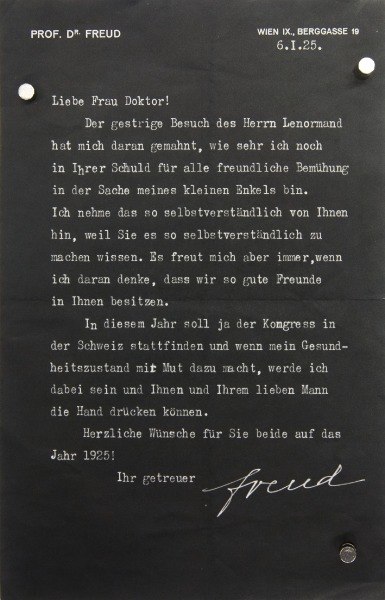 PROF. DR. FREUD
WIEN IX., BERGGASSE 19
6.I.25.
Liebe Frau Doktor!
Der gestrige Besuch des Herrn Lenormand
hat mich daran gemahnt, wie sehr ich noch
in Ihrer Schuld für alle freundliche Bemühung
in der Sache meines kleinen Enkels bin.
Ich nehme das so selbstverständlich von Ihnen
hin, weil Sie es so selbstverständlich zu
machen wissen. Es freut mich aber immer,wenn
ich daran denke, dass wir so gute Freunde
in Ihnen besitzen.
In diesem Jahr soll ja der Kongress in
der Schweiz stattfinden und wenn mein Gesund-
heitszustand mir Mut dazu macht, werde ich
dabei sein und Ihnen und Ihrem lieben Mann
die Hand drücken können.
Herzliche Wünsche für Sie beide auf das
Jahr 1925!
Ihr getreuer
Freud